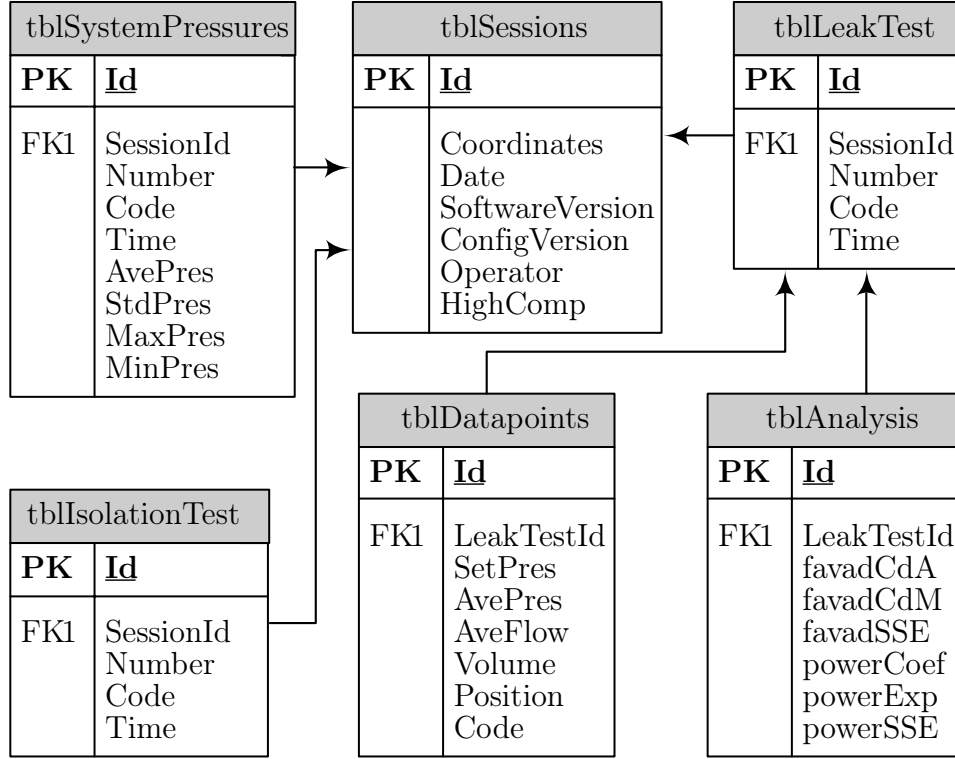 tblSystemPressures
PK Id
FK1 SessionId
Number
Code
Time
AvePres
StdPres
MaxPres
MinPres
tblSessions
PK Id
Coordinates
Date
SoftwareVersion
ConfigVersion
Operator
HighComp
tblLeakTest
PK Id
FK1 SessionId
Number
Code
Time
tblIsolationTest
PK Id
FK1 SessionId
Number
Code
Time
tblDatapoints
PK Id
FK1 LeakTestId
SetPres
AvePres
AveFlow
Volume
Position
Code
tblAnalysis
PK Id
FK1 LeakTestId
favadCdA
favadCdM
favadSSE
powerCoef
powerExp
powerSSE